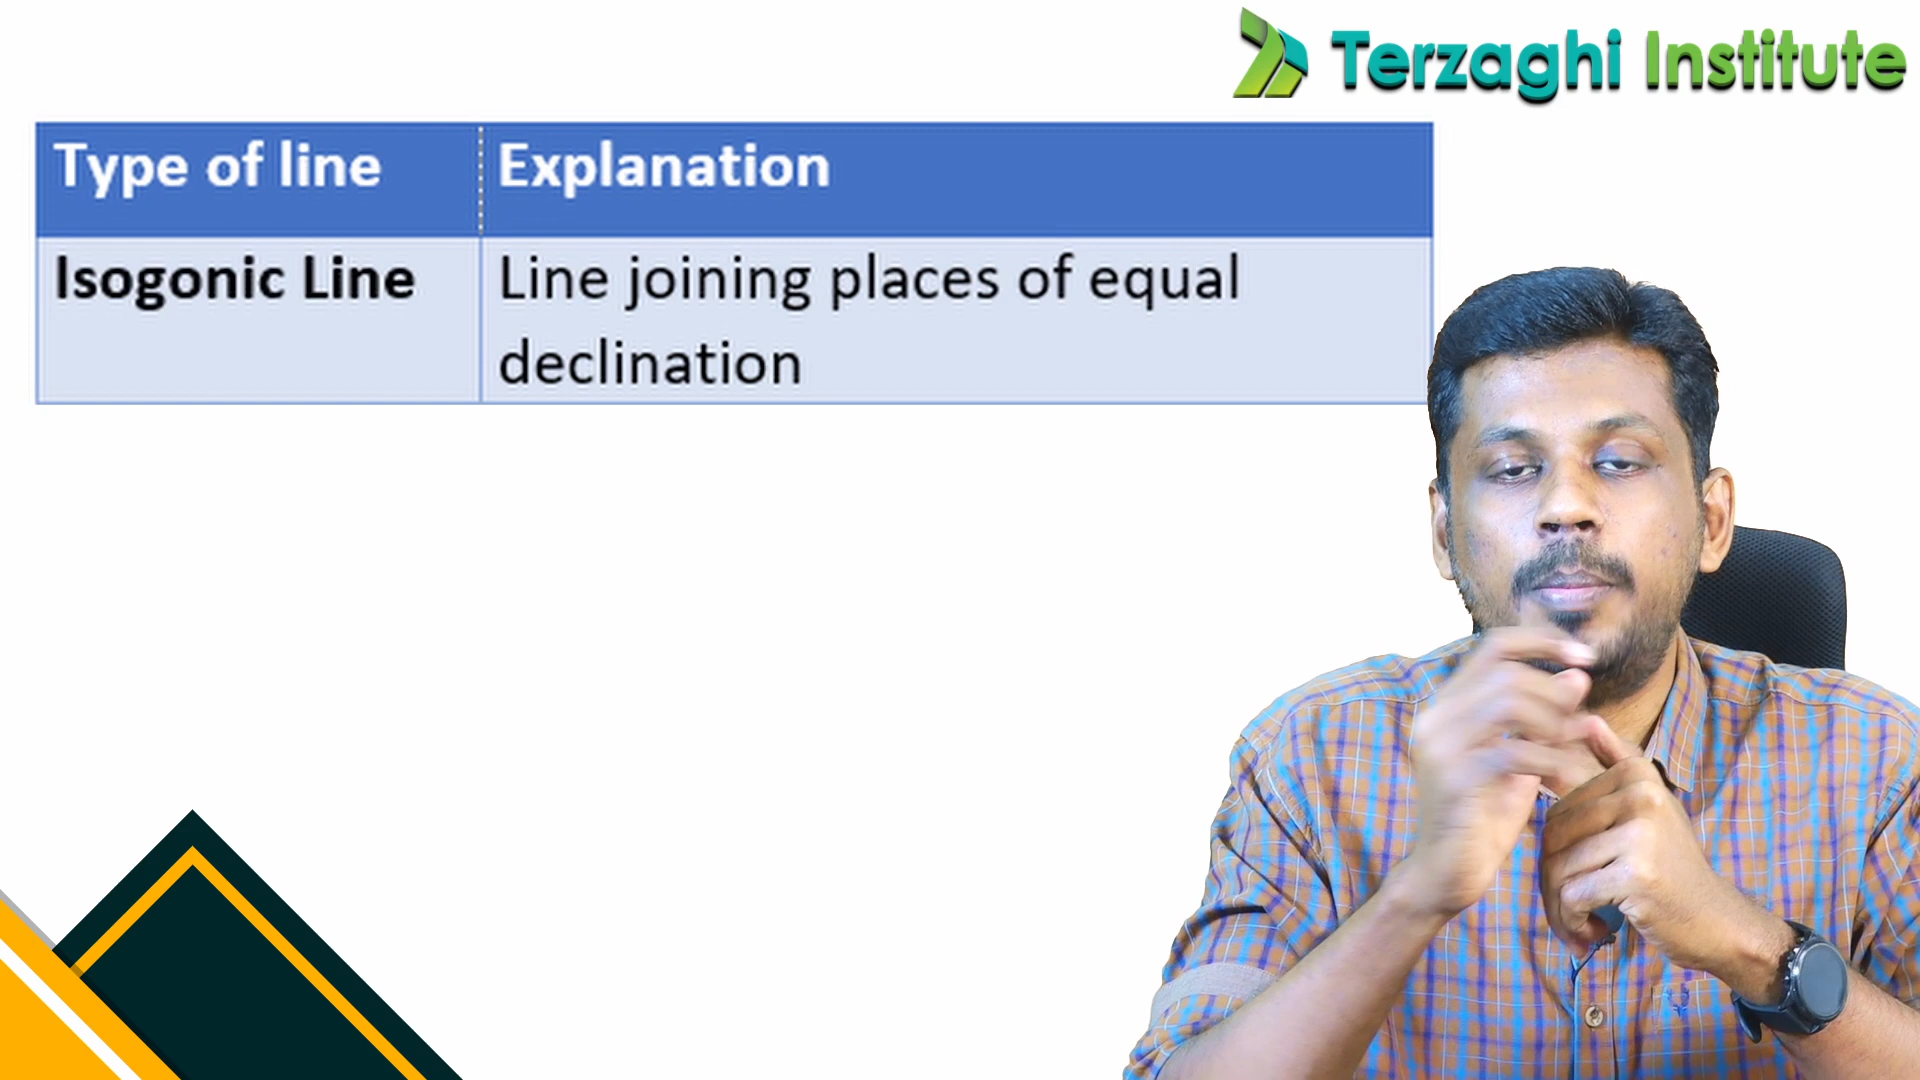 Terzaghi Institute
Type of line
Explanation
Isogonic Line
Line joining places of equal
declination